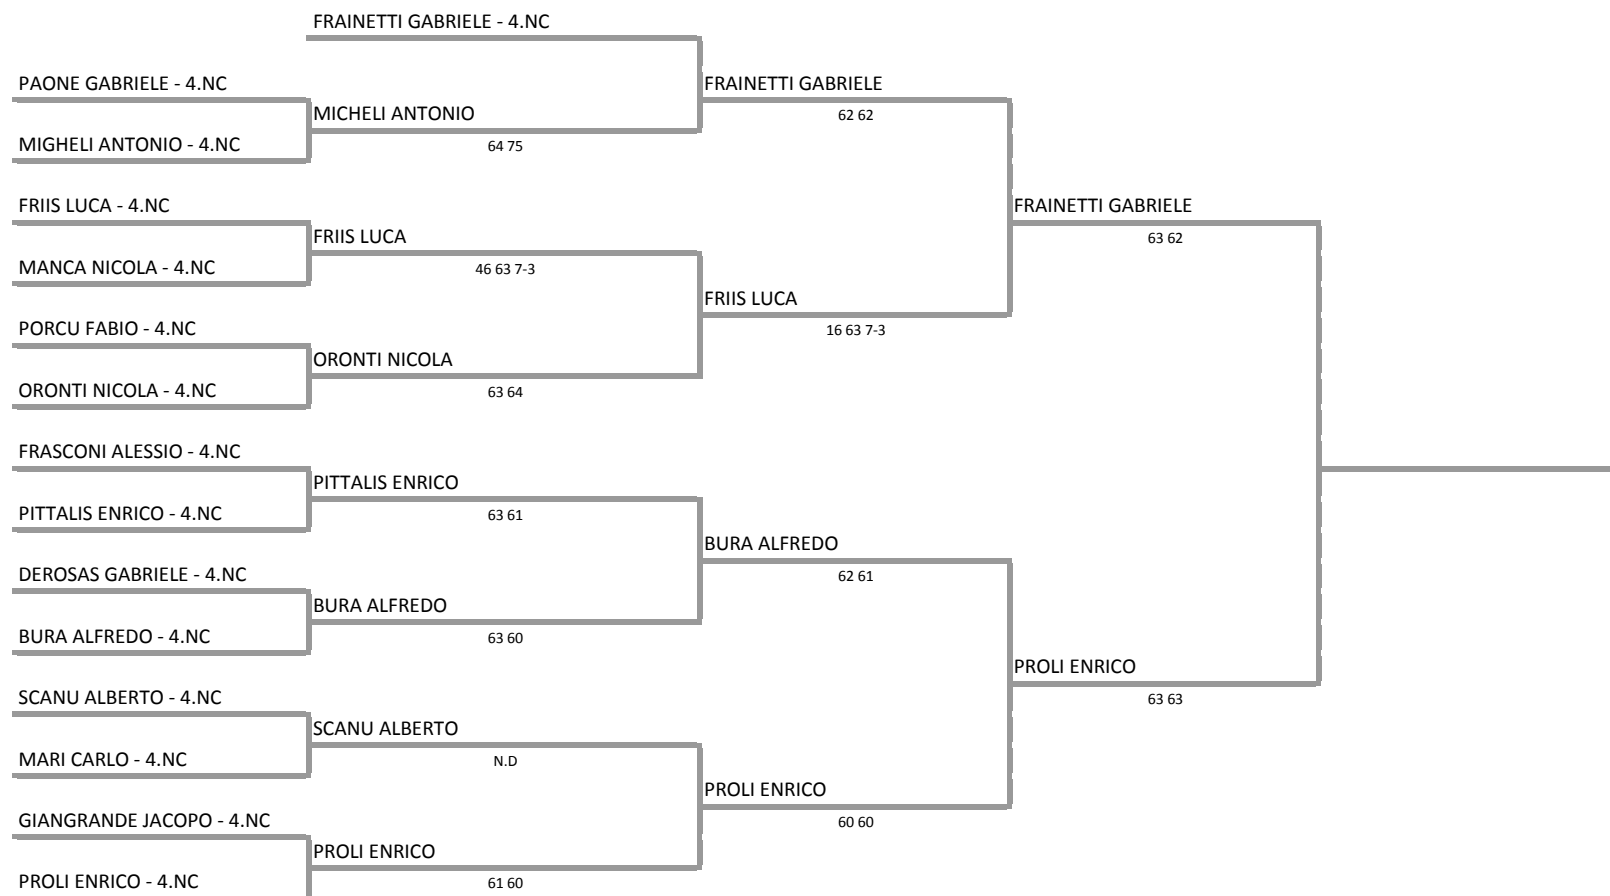 FRAINETTI GABRIELE - 4.NC
PAONE GABRIELE - 4.NC
FRAINETTI GABRIELE
MICHELI ANTONIO
62 62
MIGHELI ANTONIO - 4.NC
64 75
FRIIS LUCA - 4.NC
FRAINETTI GABRIELE
FRIIS LUCA
63 62
MANCA NICOLA - 4.NC
46 63 7-3
FRIIS LUCA
PORCU FABIO - 4.NC
16 63 7-3
ORONTI NICOLA
ORONTI NICOLA - 4.NC
63 64
FRASCONI ALESSIO - 4.NC
PITTALIS ENRICO
PITTALIS ENRICO - 4.NC
63 61
BURA ALFREDO
DEROSAS GABRIELE - 4.NC
62 61
BURA ALFREDO
BURA ALFREDO - 4.NC
63 60
PROLI ENRICO
SCANU ALBERTO - 4.NC
63 63
SCANU ALBERTO
MARI CARLO - 4.NC
N.D
PROLI ENRICO
GIANGRANDE JACOPO - 4.NC
60 60
PROLI ENRICO
PROLI ENRICO - 4.NC
61 60